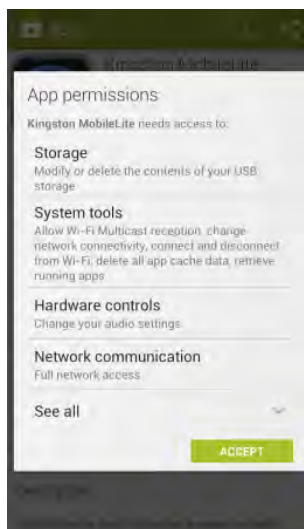 Kingston MobileLite
App permissions
Kingston MobileLite needs access to:
Storage
Modify or delete the contents of your USB
storage
System tools
Allow Wi-Fi Multicast reception, change
network connectivity, connect and disconnect
from Wi-Fi, delete all app cache data, retrieve
running apps
Hardware controls
Change your audio settings
Network communication
Full network access
See all
ACCEPT